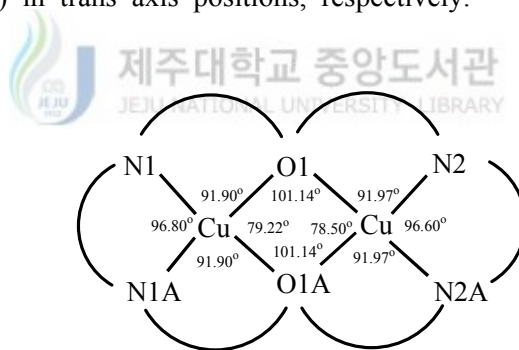 ) in trans axis positions, respectively.
제주대학교 중앙도서관
JEJU NATIONAL UNIVERSITY LIBRARY
JEJU
1952
N1 O1 N2
91.90° 101.14° 91.97°
96.80° Cu 79.22° 78.50° Cu 96.60°
91.90° 101.14° 91.97°
N1A O1A N2A